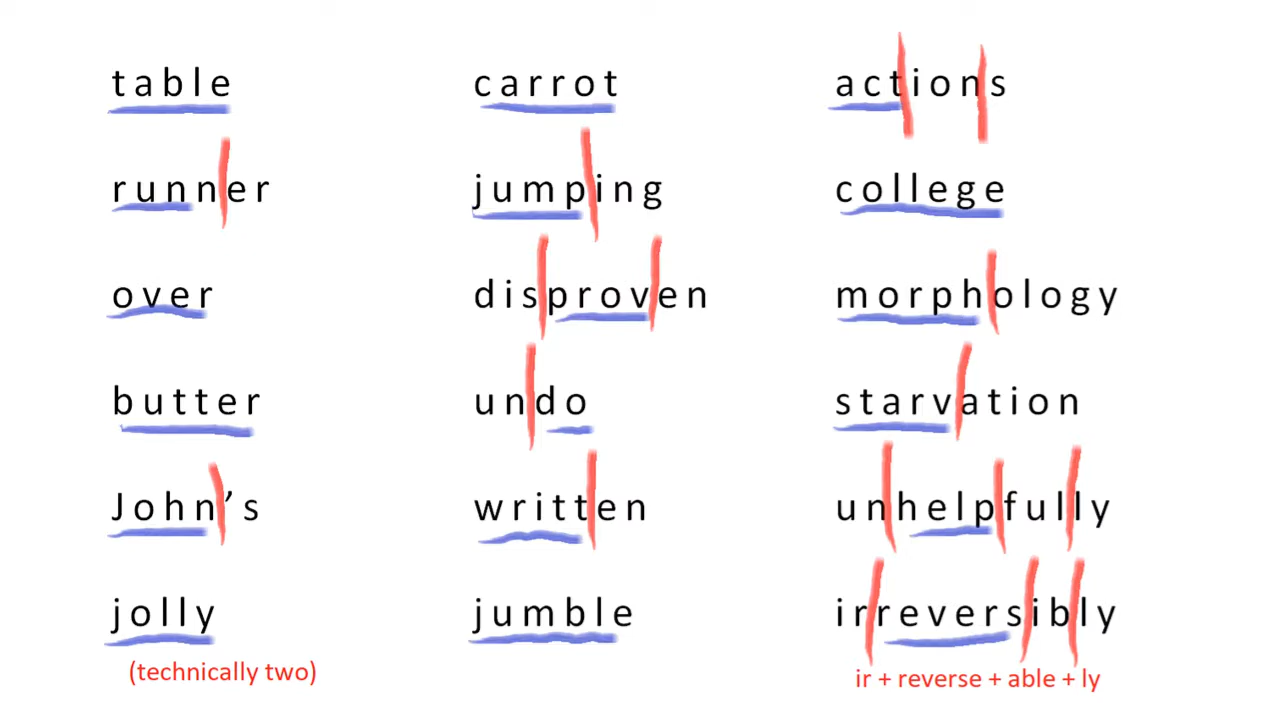 table
runner
over
butter
John’s
jolly
(technically two)
carrot
jumping
disproven
undo
written
jumble
actions
college
morphology
starvation
unhelpfully
irreversibly
ir + reverse + able + ly